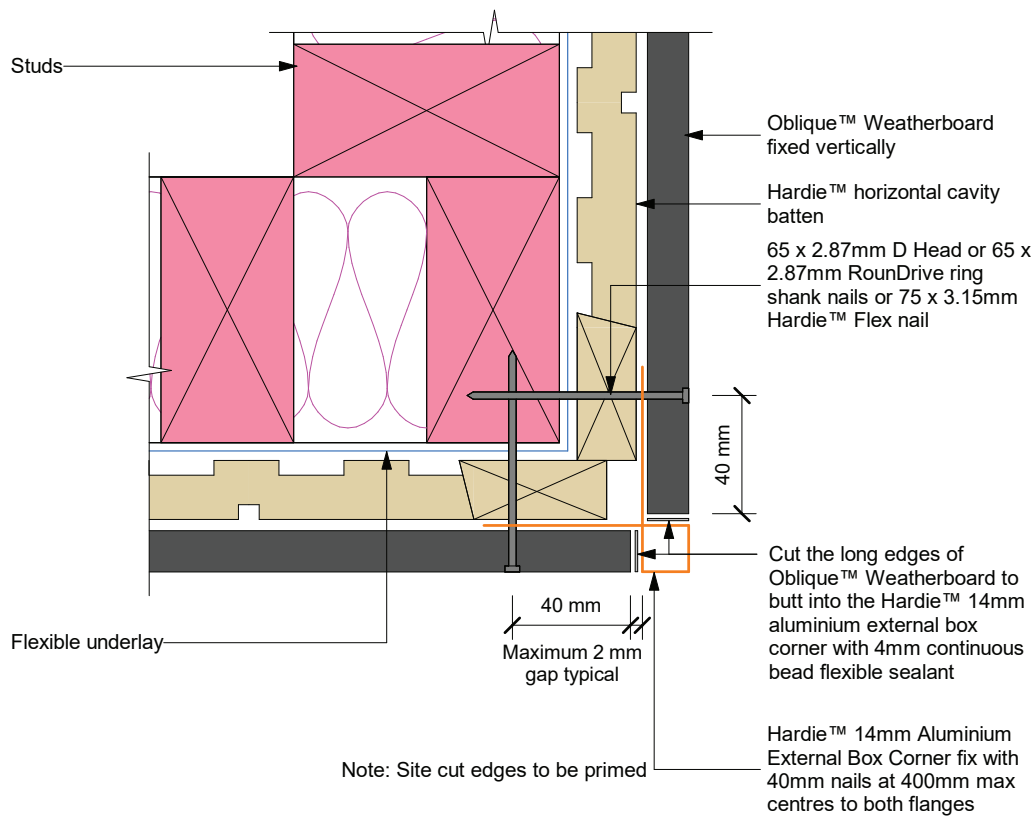 Studs
Oblique™ Weatherboard
fixed vertically
Hardie™ horizontal cavity
batten
65 x 2.87mm D Head or 65 x
2.87mm RounDrive ring
shank nails or 75 x 3.15mm
Hardie™ Flex nail
40 mm
Cut the long edges of
Oblique™ Weatherboard to
butt into the Hardie™ 14mm
aluminium external box
corner with 4mm continuous
bead flexible sealant
40 mm
Maximum 2 mm
gap typical
Flexible underlay
Hardie™ 14mm Aluminium
External Box Corner fix with
40mm nails at 400mm max
centres to both flanges
Note: Site cut edges to be primed